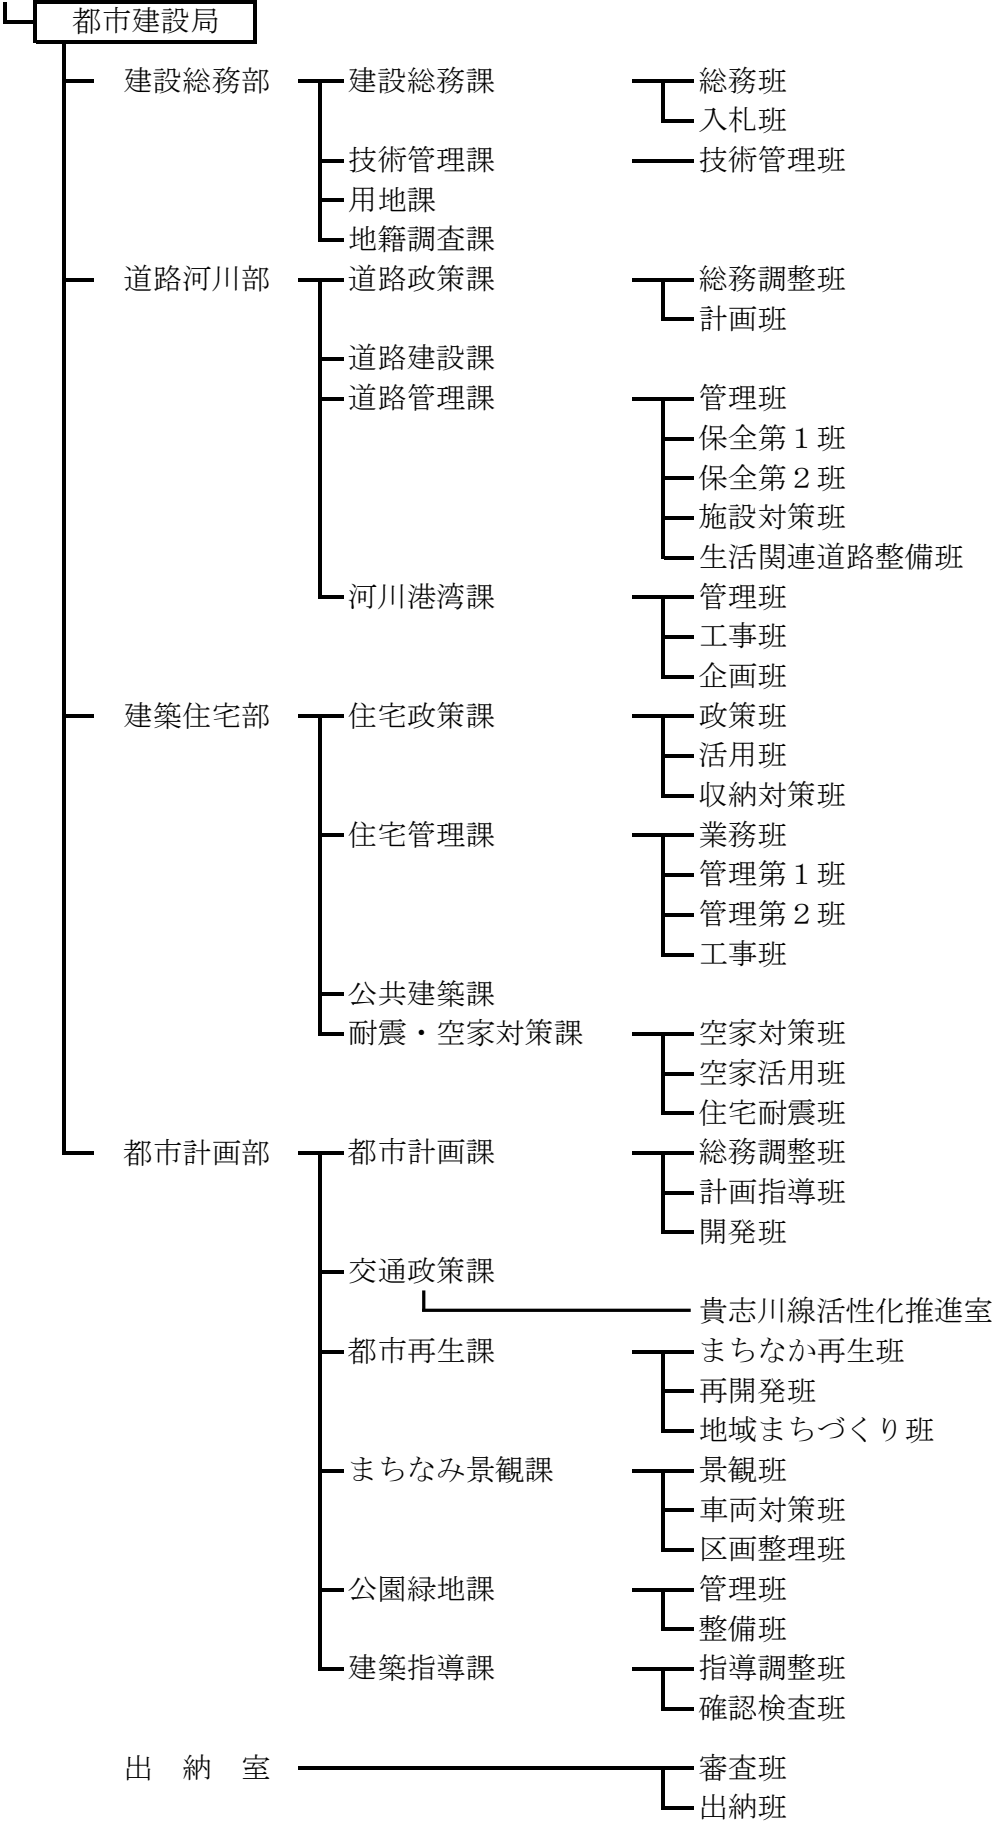 都市建設局
建設総務部 建設総務課 総務班
入札班
技術管理課 技術管理班
用地課
地籍調査課
道路河川部 道路政策課 総務調整班
計画班
道路建設課
道路管理課 管理班
保全第１班
保全第２班
施設対策班
生活関連道路整備班
河川港湾課 管理班
工事班
企画班
建築住宅部 住宅政策課 政策班
活用班
収納対策班
住宅管理課 業務班
管理第１班
管理第２班
工事班
公共建築課
耐震・空家対策課 空家対策班
空家活用班
住宅耐震班
都市計画部 都市計画課 総務調整班
計画指導班
開発班
交通政策課
貴志川線活性化推進室
都市再生課 まちなか再生班
再開発班
地域まちづくり班
まちなみ景観課 景観班
車両対策班
区画整理班
公園緑地課 管理班
整備班
建築指導課 指導調整班
確認検査班
出　納　室 審査班
出納班